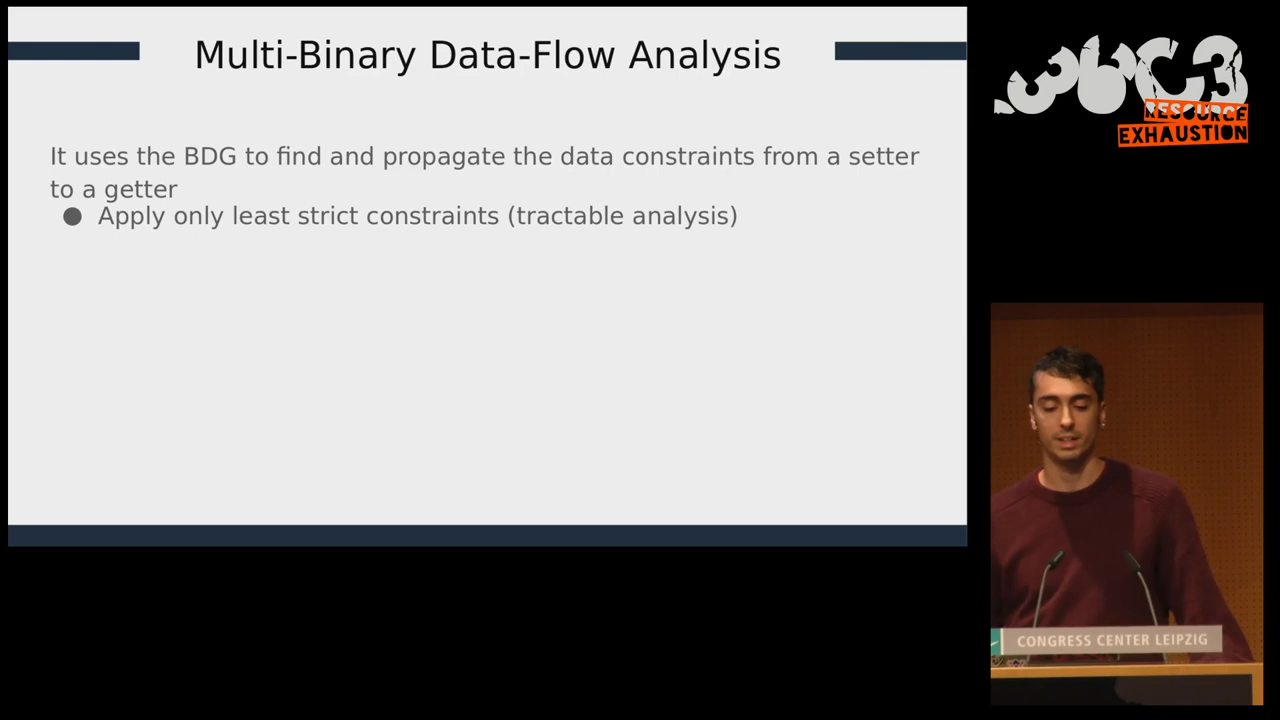 Multi-Binary Data-Flow Analysis
It uses the BDG to find and propagate the data constraints from a setter
to a getter
● Apply only least strict constraints (tractable analysis)
36C3
RESOURCE
EXHAUSTION
CONGRESS CENTER LEIPZIG